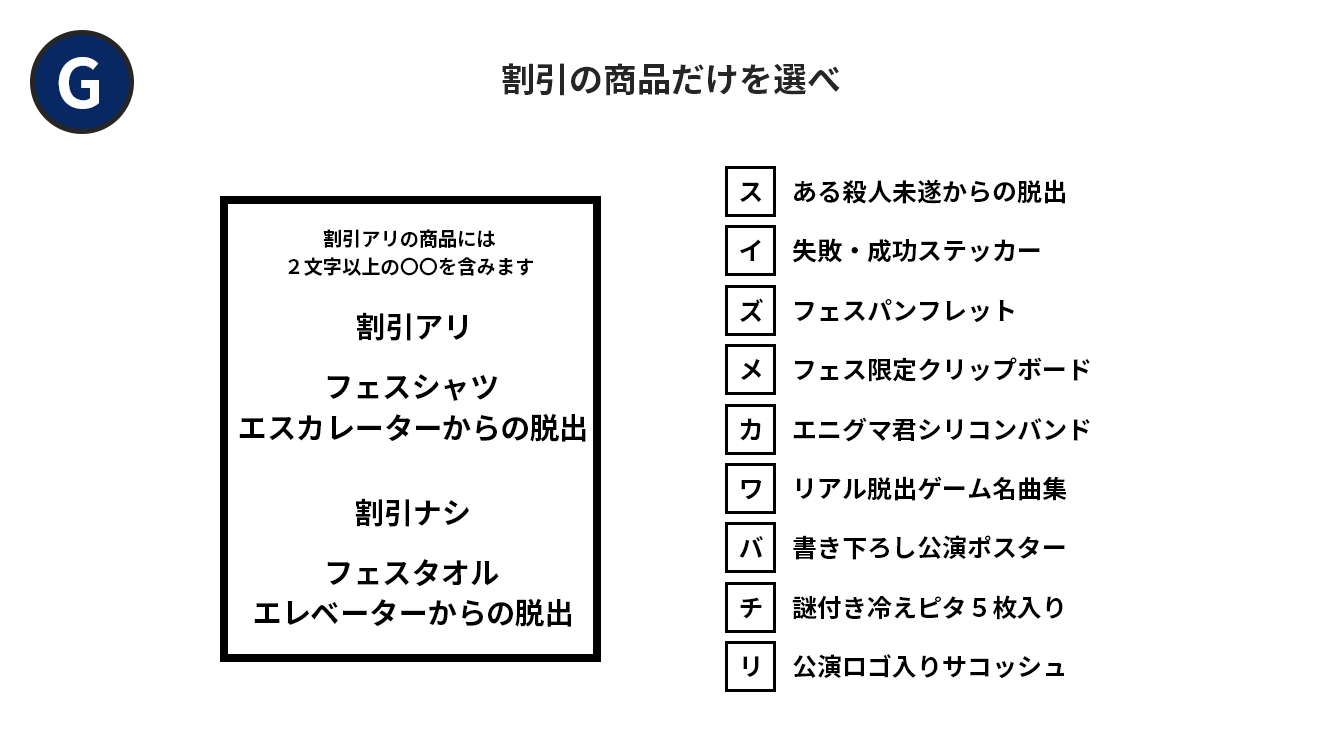 G
割引の商品だけを選べ
割引アリの商品には
２文字以上の〇〇を含みます
割引アリ
フェスシャツ
エスカレーターからの脱出
割引ナシ
フェスタオル
エレベーターからの脱出
ス ある殺人未遂からの脱出
イ 失敗・成功ステッカー
ズ フェスパンフレット
メ フェス限定クリップボード
カ エニグマ君シリコンバンド
ワ リアル脱出ゲーム名曲集
バ 書き下ろし公演ポスター
チ 謎付き冷えピタ５枚入り
リ 公演ロゴ入りサコッシュ